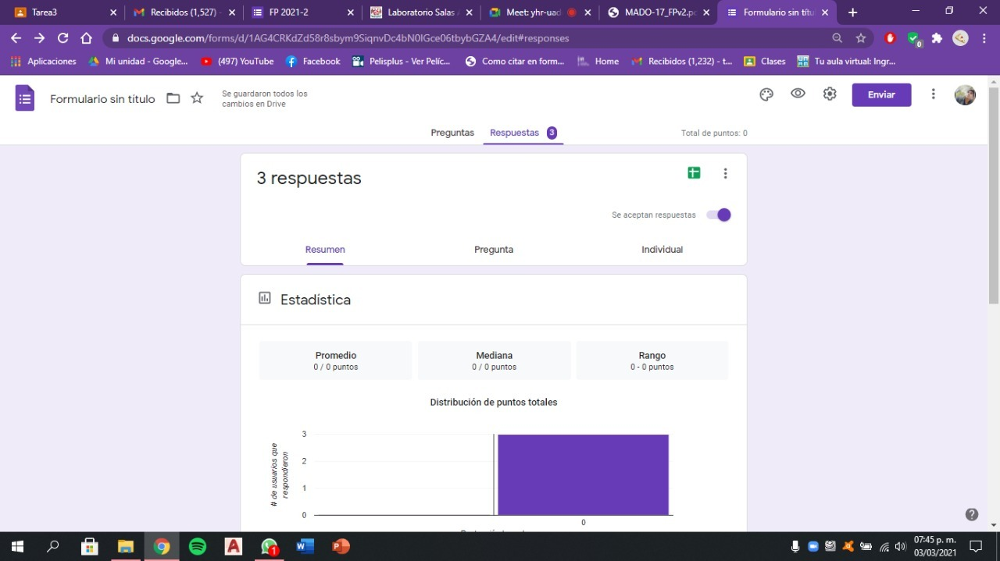 Tarea3
Recibidos (1,527) -
FP 2021-2
Laboratorio Salas
Meet: yhr-uad
MADO-17_FPv2.pd
Formulario sin títu
docs.google.com/forms/d/1AG4CRKdZd58r8sbym9SiqnvDc4bN0lGce06tbybGZA4/edit#responses
0
Aplicaciones
Mi unidad - Google...
(497) YouTube
Facebook
Pelisplus - Ver Pelíc...
Como citar en form...
Home
Recibidos (1,232) - t...
Clases
Tu aula virtual: Ingr...
Formulario sin título
Se guardaron todos los
cambios en Drive
Enviar
Preguntas
Respuestas 3
Total de puntos: 0
3 respuestas
Se aceptan respuestas
Resumen
Pregunta
Individual
Estadística
Promedio
0 / 0 puntos
Mediana
0 / 0 puntos
Rango
0 - 0 puntos
Distribución de puntos totales
# de usuarios que
respondieron
3
2
1
0
0
1
07:45 p. m.
03/03/2021